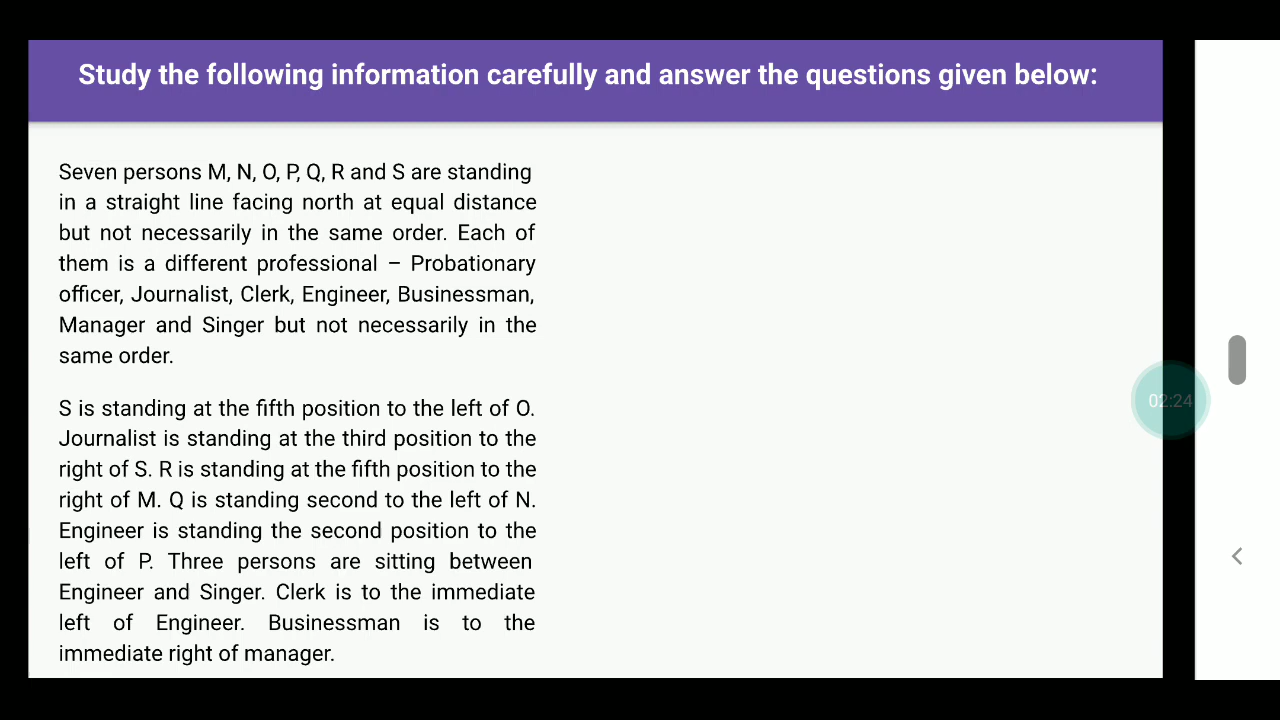 Study the following information carefully and answer the questions given below:
Seven persons M, N, O, P, Q, R and S are standing
in a straight line facing north at equal distance
but not necessarily in the same order. Each of
them is a different professional – Probationary
officer, Journalist, Clerk, Engineer, Businessman,
Manager and Singer but not necessarily in the
same order.
S is standing at the fifth position to the left of O.
Journalist is standing at the third position to the
right of S. R is standing at the fifth position to the
right of M. Q is standing second to the left of N.
Engineer is standing the second position to the
left of P. Three persons are sitting between
Engineer and Singer. Clerk is to the immediate
left of Engineer. Businessman is to the
immediate right of manager.
02:24